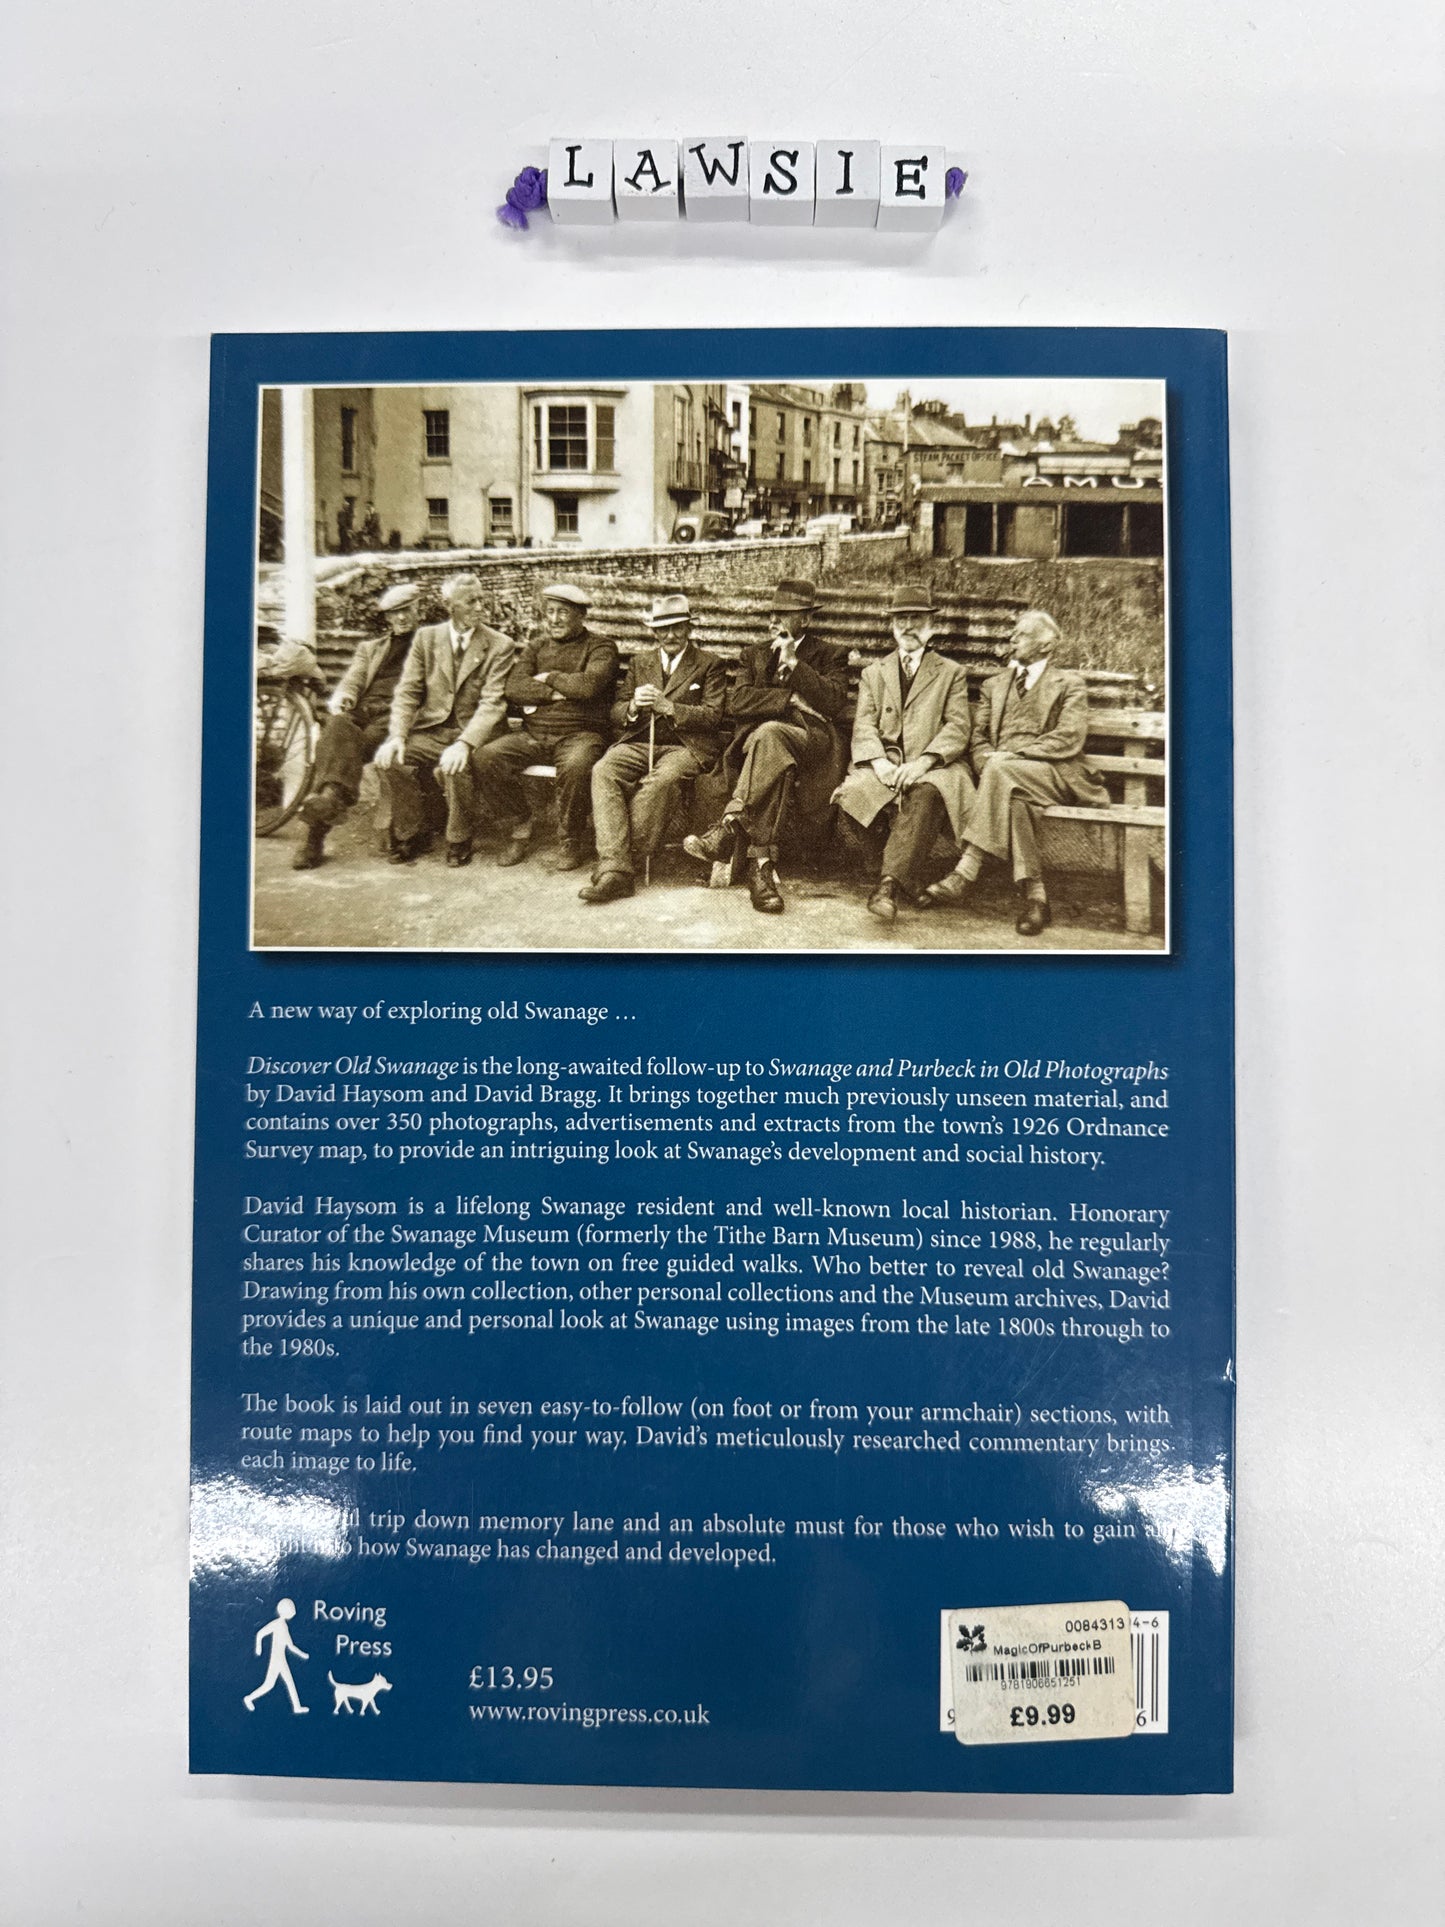 LAWSIE
STEAM PACKET OFFICE
AMU
A new way of exploring old Swanage …
Discover Old Swanage is the long-awaited follow-up to Swanage and Purbeck in Old Photographs
by David Haysom and David Bragg. It brings together much previously unseen material, and
contains over 350 photographs, advertisements and extracts from the town's 1926 Ordnance
Survey map, to provide an intriguing look at Swanage's development and social history.
David Haysom is a lifelong Swanage resident and well-known local historian. Honorary
Curator of the Swanage Museum (formerly the Tithe Barn Museum) since 1988, he regularly
shares his knowledge of the town on free guided walks. Who better to reveal old Swanage?
Drawing from his own collection, other personal collections and the Museum archives, David
provides a unique and personal look at Swanage using images from the late 1800s through to
the 1980s.
The book is laid out in seven easy-to-follow (on foot or from your armchair) sections, with
route maps to help you find your way. David's meticulously researched commentary brings
each image to life.
trip down memory lane and an absolute must for those who wish to gain
how Swanage has changed and developed.
Roving
Press
£13.95
www.rovingpress.co.uk
0084313 4-6
MagicOfPurbeckB
9781906651251
£9.99
9 6